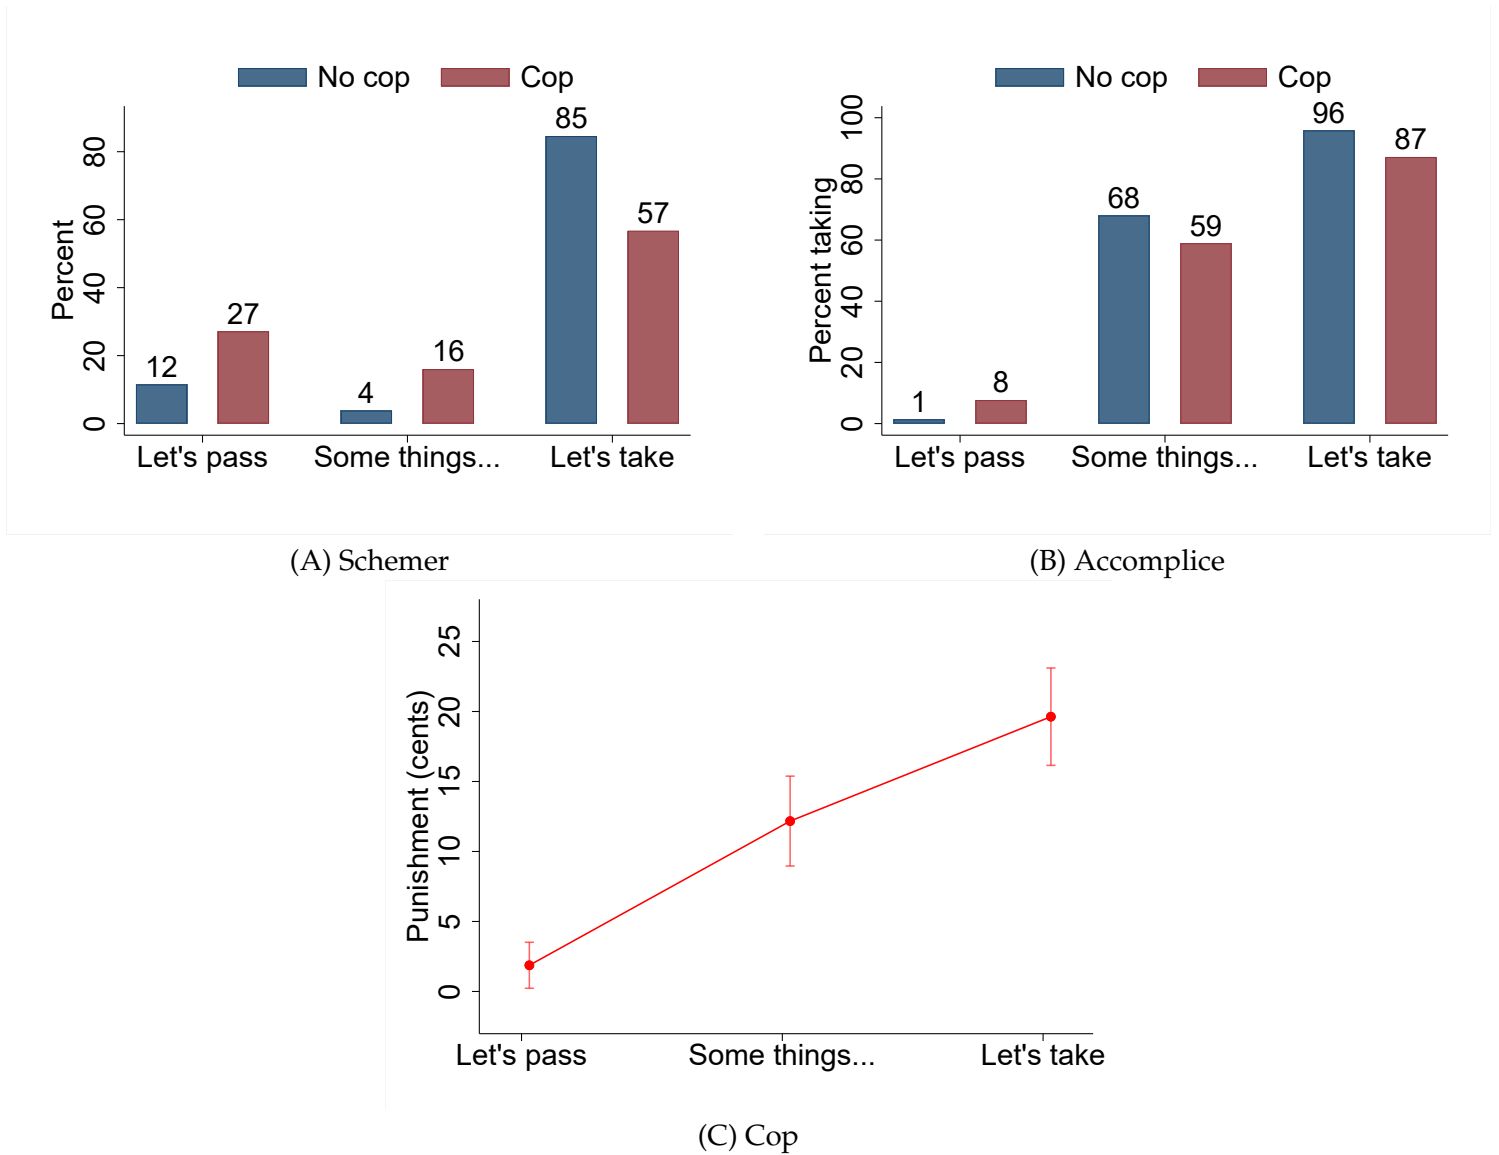 No cop Cop
Percent
0 20 40 60 80
12 27 4 16 85 57
Let's pass Some things... Let's take
(A) Schemer
No cop Cop
Percent taking
0 20 40 60 80 100
1 8 68 59 96 87
Let's pass Some things... Let's take
(B) Accomplice
Punishment (cents)
0 5 10 15 20 25
Let's pass Some things... Let's take
(C) Cop